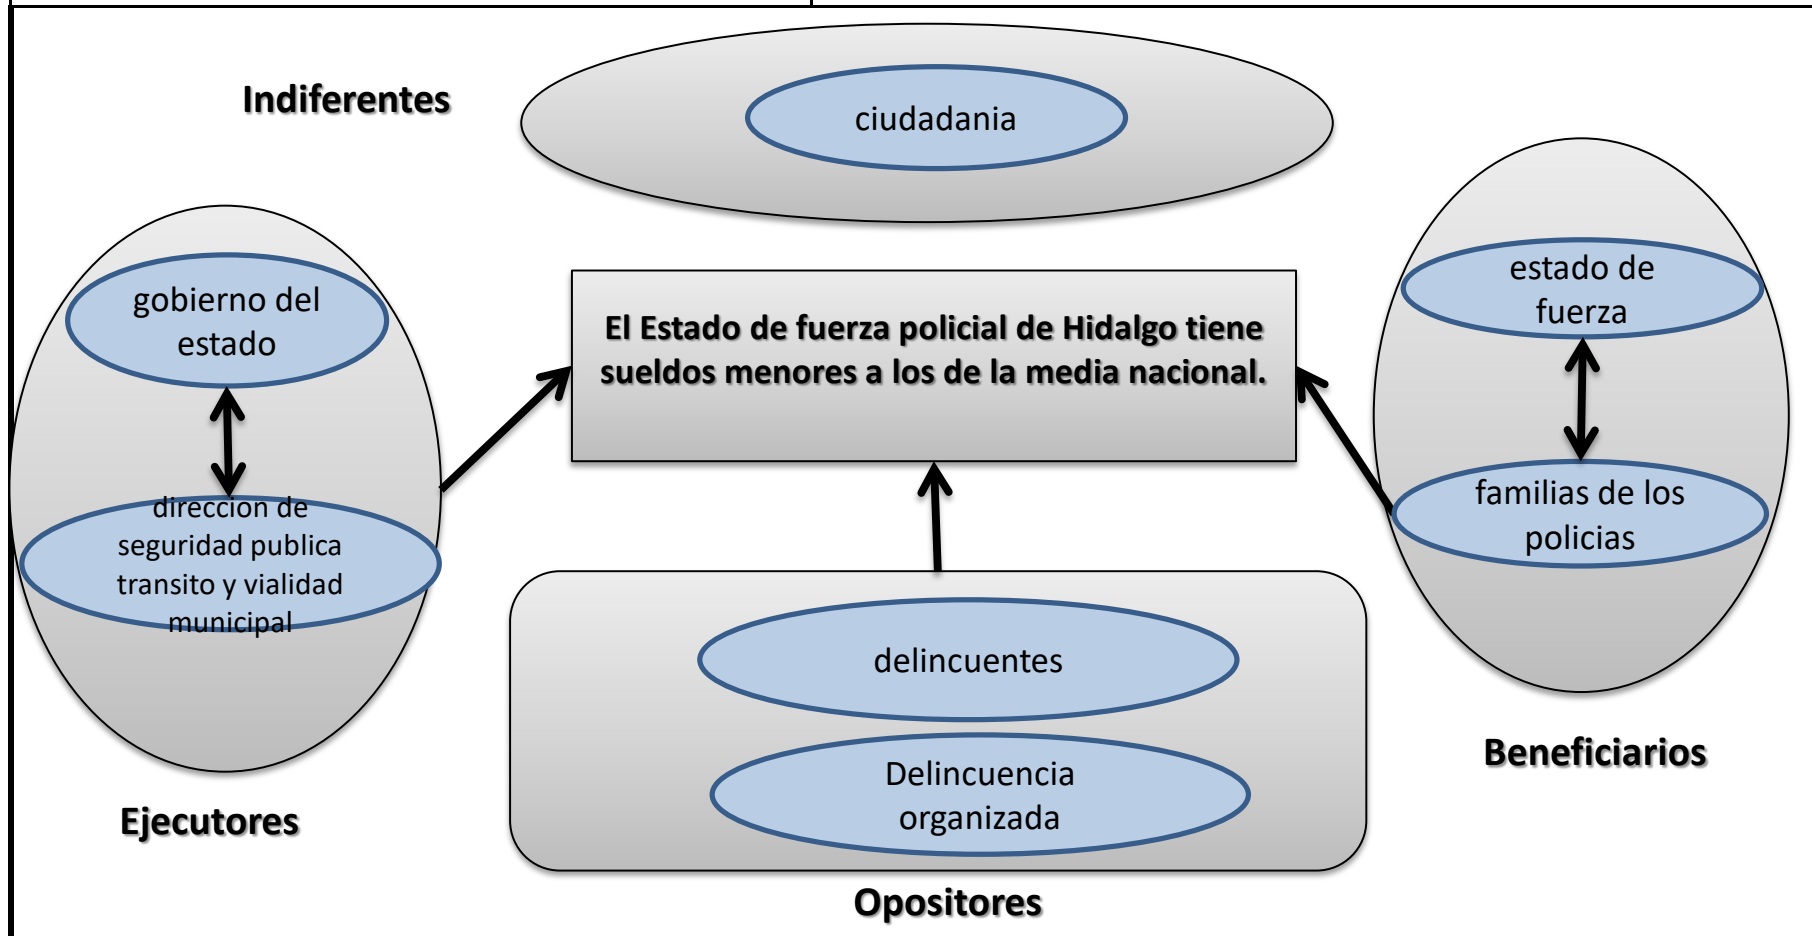 Indiferentes
ciudadania
gobierno del
estado
direccion de
seguridad publica
transito y vialidad
municipal
Ejecutores
El Estado de fuerza policial de Hidalgo tiene
sueldos menores a los de la media nacional.
estado de
fuerza
familias de los
policias
Beneficiarios
delincuentes
Delincuencia
organizada
Opositores